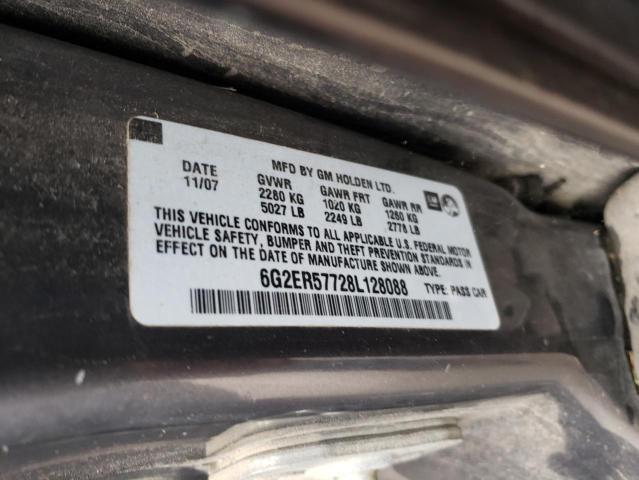 MFD BY GM HOLDEN LTD.
DATE GVWR GAWR FRT GAWR RR
11/07 2280 KG 1020 KG 1260 KG
5027 LB 2249 LB 2778 LB
THIS VEHICLE CONFORMS TO ALL APPLICABLE U.S. FEDERAL MOTOR
VEHICLE SAFETY, BUMPER AND THEFT PREVENTION STANDARDS IN
EFFECT ON THE DATE OF MANUFACTURE SHOWN ABOVE.
6G2ER57728L128088 TYPE: PASS CAR